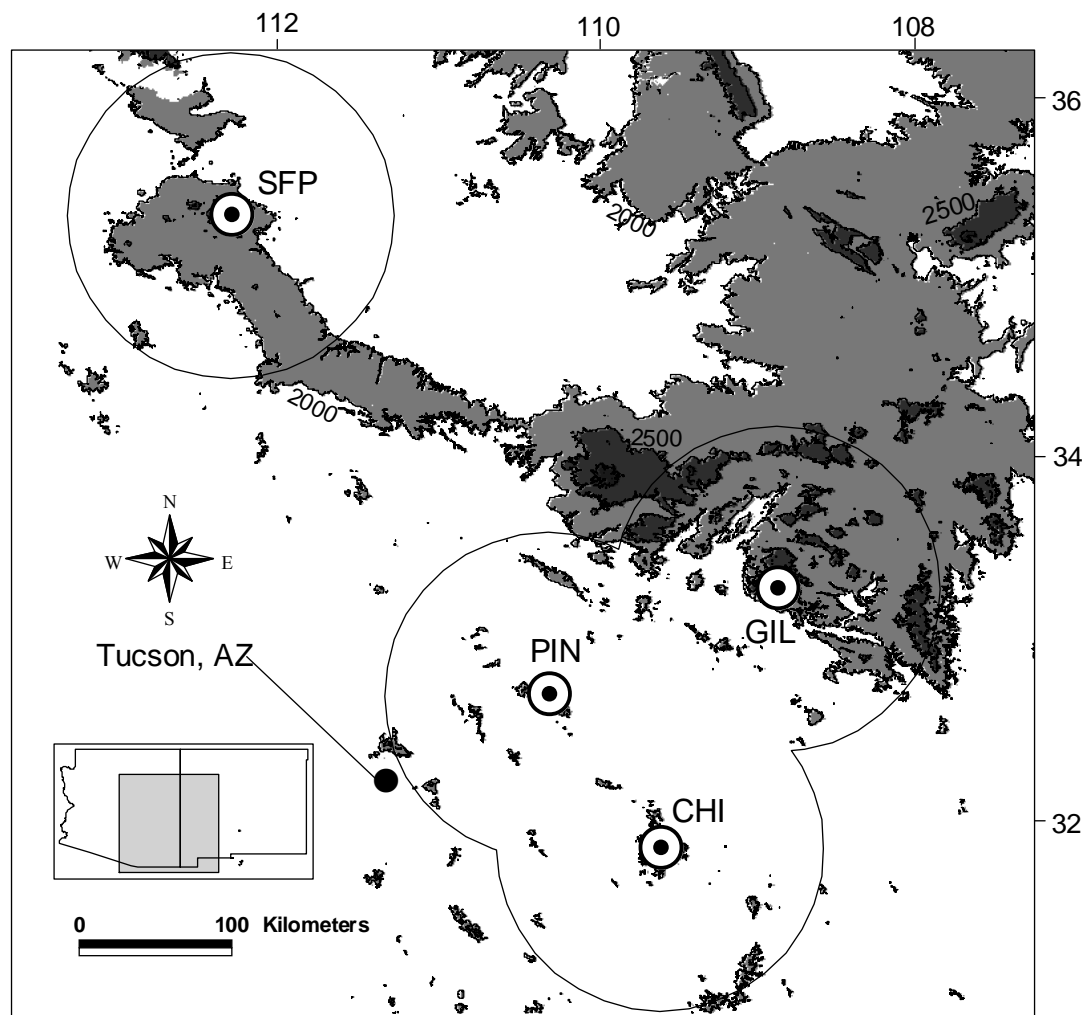 112 110 108
36
SFP
2500
2000
2000
2500
34
N
W E
S
GIL
PIN
Tucson, AZ
CHI
32
0 100 Kilometers